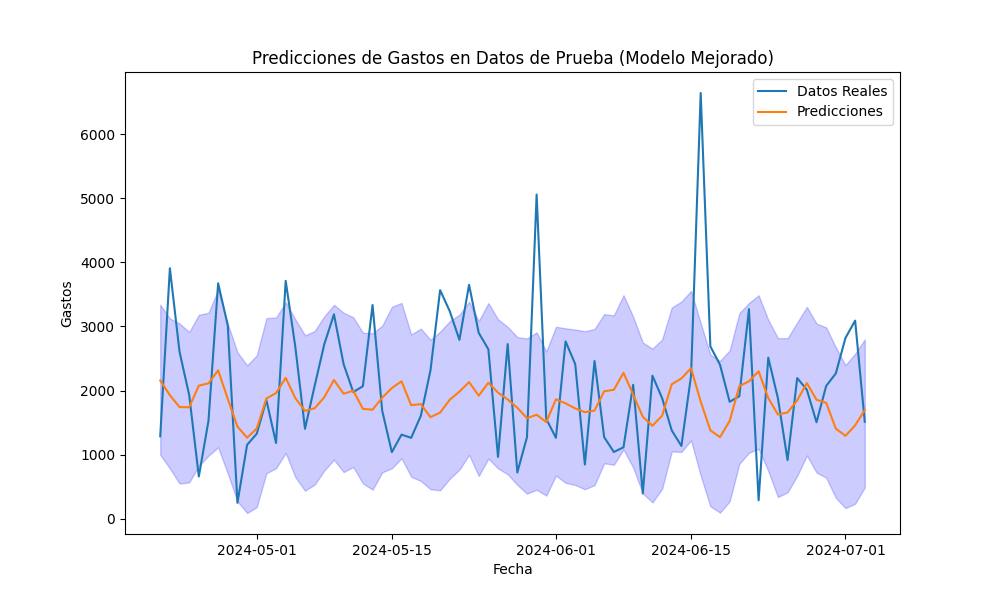 Predicciones de Gastos en Datos de Prueba (Modelo Mejorado)
Datos Reales
Predicciones
6000
5000
4000
3000
2000
1000
0
Gastos
2024-05-01
2024-05-15
2024-06-01
2024-06-15
2024-07-01
Fecha